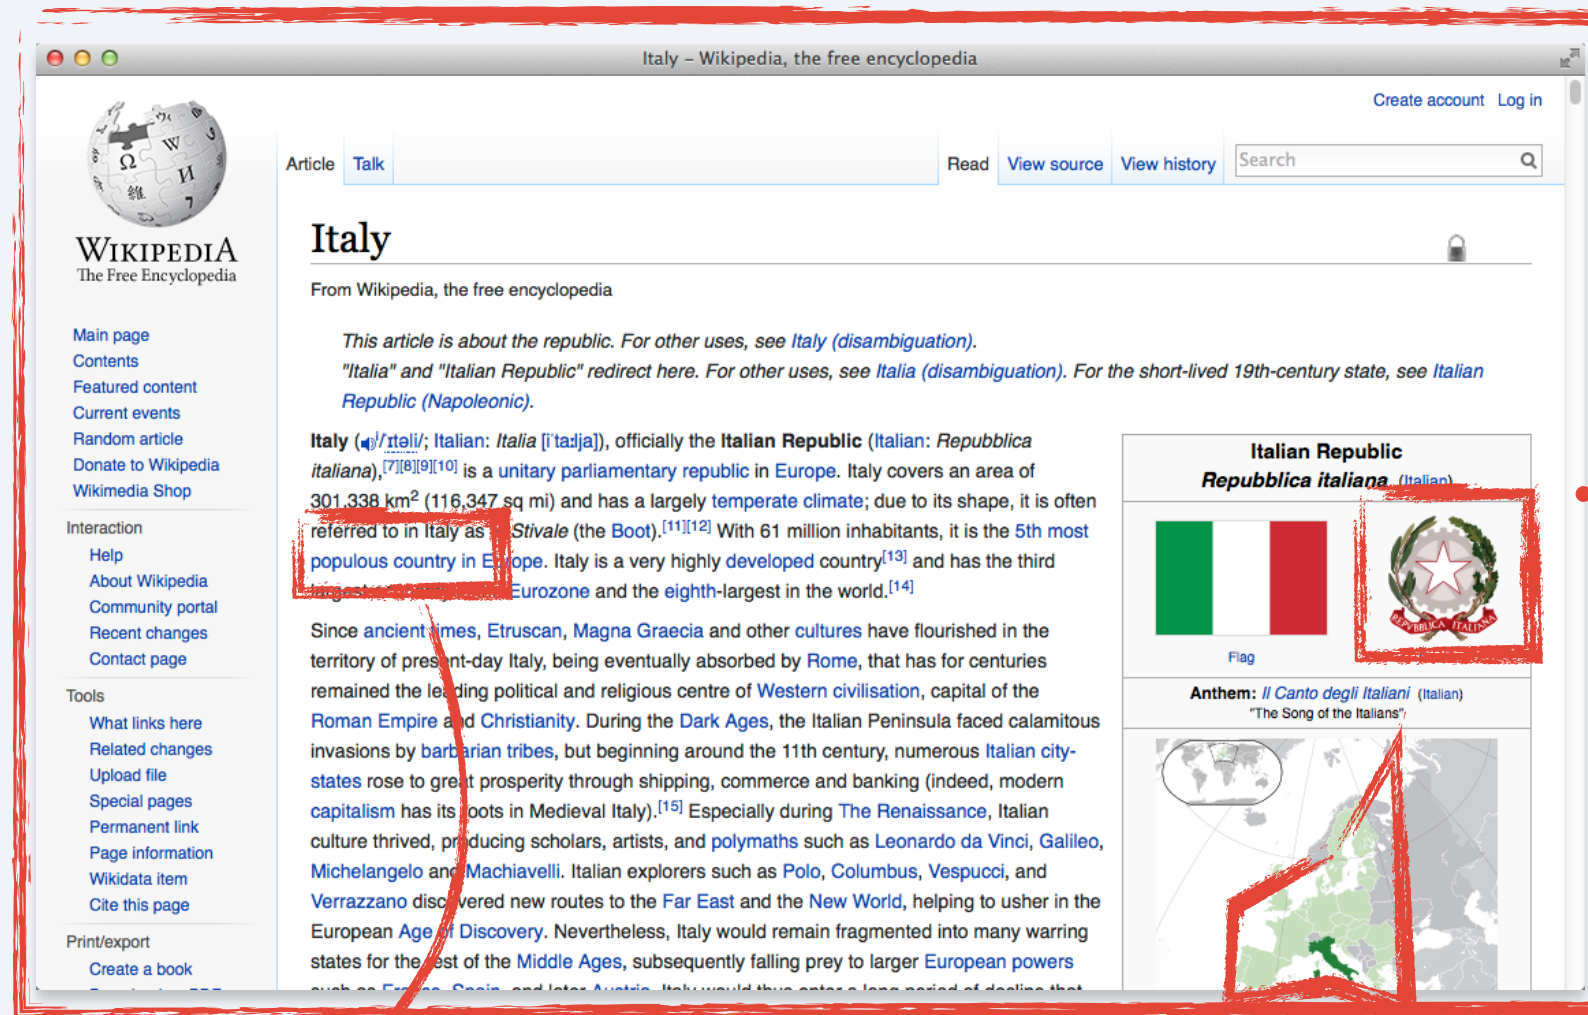 Italy – Wikipedia, the free encyclopedia
Create account Log in
WIKIPEDIA
The Free Encyclopedia
Article Talk
Read View source View history Search
Italy
From Wikipedia, the free encyclopedia
This article is about the republic. For other uses, see Italy (disambiguation).
"Italia" and "Italian Republic" redirect here. For other uses, see Italia (disambiguation). For the short-lived 19th-century state, see Italian
Republic (Napoleonic).
Italy (/ˈɪtəli/; Italian: Italia [iˈtaːlja]), officially the Italian Republic (Italian: Repubblica
italiana),[7][8][9][10] is a unitary parliamentary republic in Europe. Italy covers an area of
301,338 km² (116,347 sq mi) and has a largely temperate climate; due to its shape, it is often
referred to in Italy as Stivale (the Boot).[11][12] With 61 million inhabitants, it is the 5th most
populous country in Europe. Italy is a very highly developed country[13] and has the third
Eurozone and the eighth-largest in the world.[14]
Since ancient times, Etruscan, Magna Graecia and other cultures have flourished in the
territory of present-day Italy, being eventually absorbed by Rome, that has for centuries
remained the leading political and religious centre of Western civilisation, capital of the
Roman Empire and Christianity. During the Dark Ages, the Italian Peninsula faced calamitous
invasions by barbarian tribes, but beginning around the 11th century, numerous Italian city-
states rose to great prosperity through shipping, commerce and banking (indeed, modern
capitalism has its roots in Medieval Italy).[15] Especially during The Renaissance, Italian
culture thrived, producing scholars, artists, and polymaths such as Leonardo da Vinci, Galileo,
Michelangelo and Machiavelli. Italian explorers such as Polo, Columbus, Vespucci, and
Verrazzano discovered new routes to the Far East and the New World, helping to usher in the
European Age of Discovery. Nevertheless, Italy would remain fragmented into many warring
states for the rest of the Middle Ages, subsequently falling prey to larger European powers
such as France, Spain, and later Austria. Italy would thus enter a long period of decline that
Italian Republic
Repubblica italiana (Italian)
REPVBBLICA ITALIANA
Flag
Anthem: Il Canto degli Italiani (Italian)
"The Song of the Italians"
Main page
Contents
Featured content
Current events
Random article
Donate to Wikipedia
Wikimedia Shop
Interaction
Help
About Wikipedia
Community portal
Recent changes
Contact page
Tools
What links here
Related changes
Upload file
Special pages
Permanent link
Page information
Wikidata item
Cite this page
Print/export
Create a book